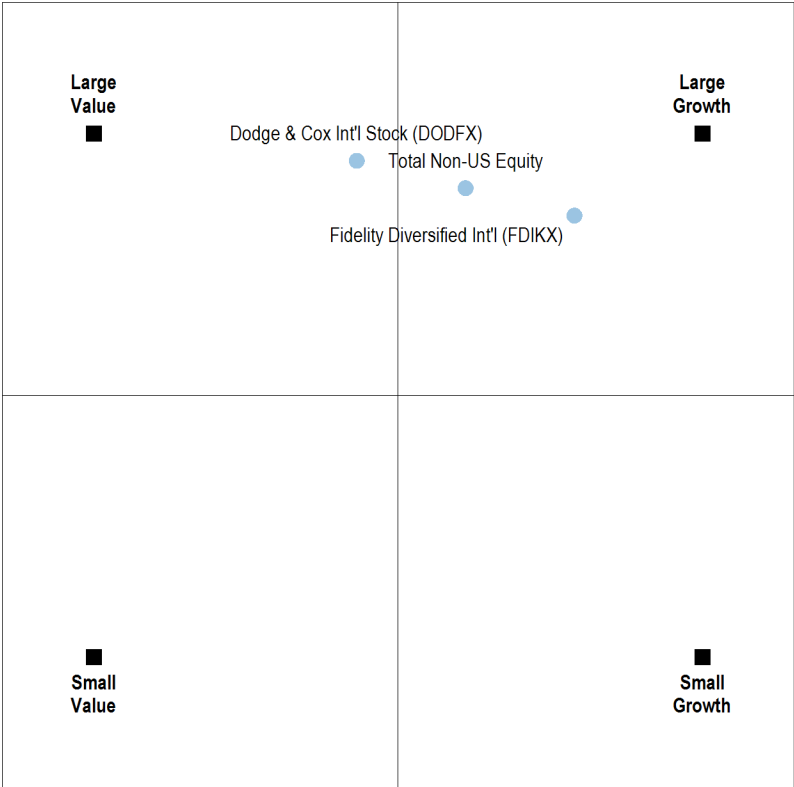 Large
Value
Large
Growth
Dodge & Cox Int'l Stock (DODFX)
Total Non-US Equity
Fidelity Diversified Int'l (FDIKX)
Small
Value
Small
Growth